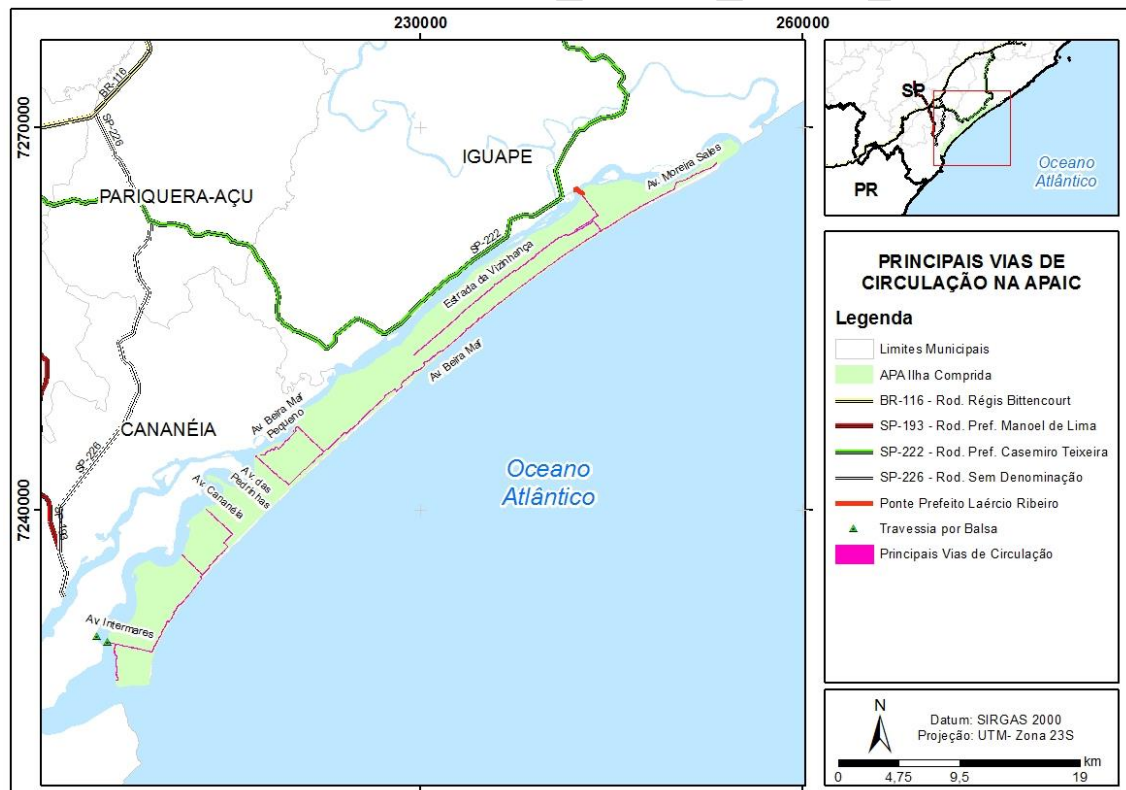 230000
260000
7270000
7240000
BR-116
SP-226
PARIQUERA-AÇU
IGUAPE
Av. Moreira Sales
SP-222
Estrada da Vizinhança
Av. Beira Mar
Av. Beira Mar
Pequeno
CANANÉIA
SP-226
Av. das
Pedrinhas
Av. Cananéia
SP-193
Av Intermares
Oceano
Atlântico
SP
PR
Oceano
Atlântico
PRINCIPAIS VIAS DE
CIRCULAÇÃO NA APAIC
Legenda
Limites Municipais
APA Ilha Comprida
BR-116 - Rod. Régis Bittencourt
SP-193 - Rod. Pref. Manoel de Lima
SP-222 - Rod. Pref. Casemiro Teixeira
SP-226 - Rod. Sem Denominação
Ponte Prefeito Laércio Ribeiro
Travessia por Balsa
Principais Vias de Circulação
N
Datum: SIRGAS 2000
Projeção: UTM- Zona 23S
km
0 4,75 9,5 19